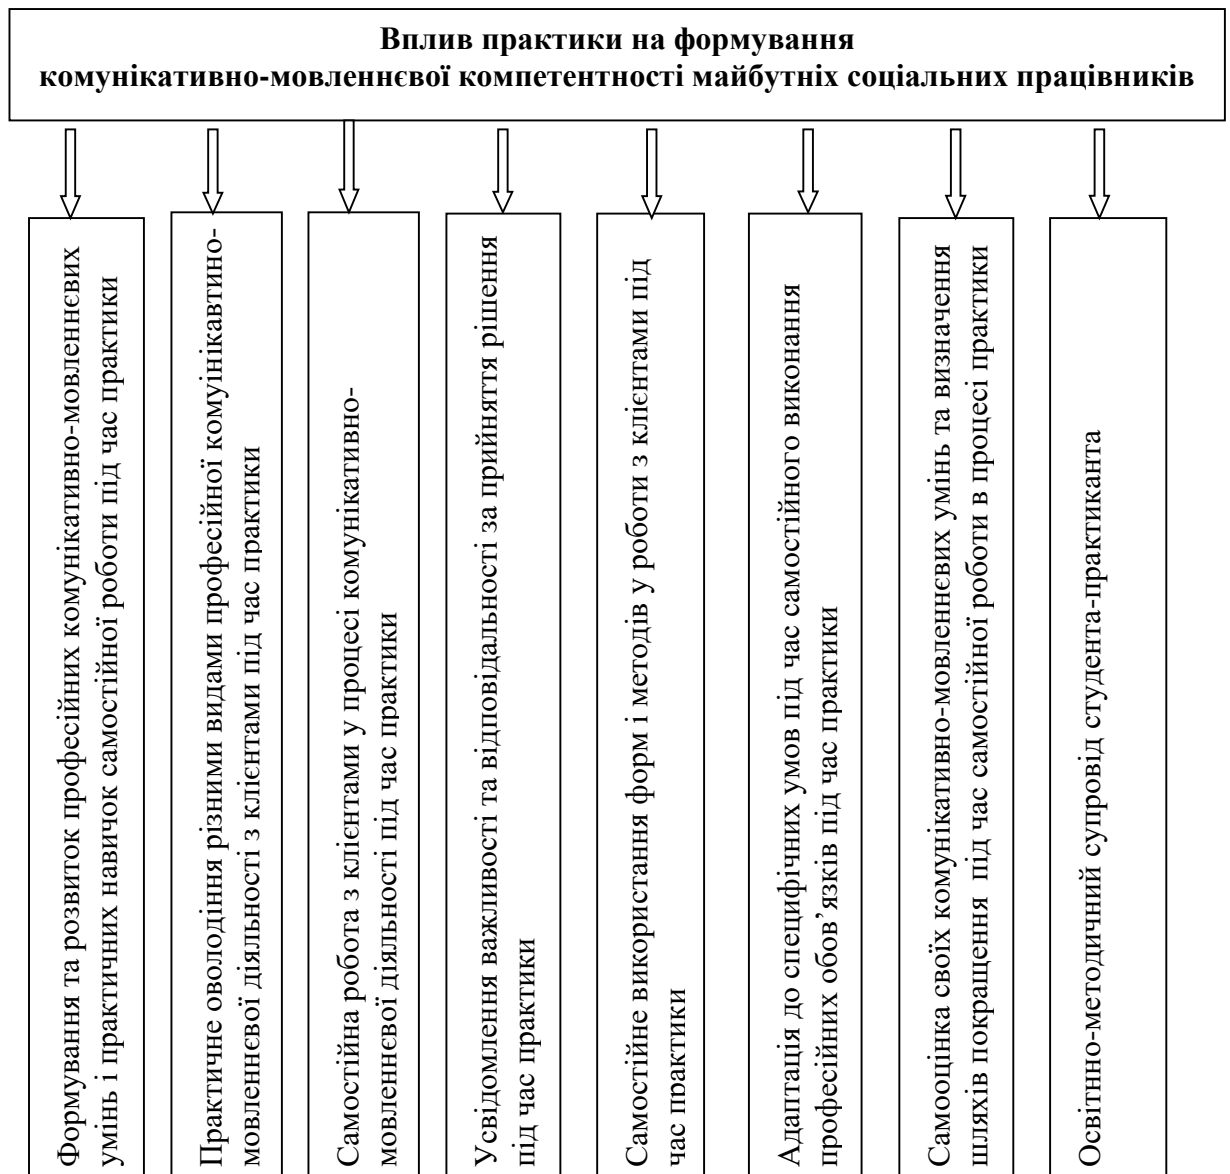 Вплив практики на формування
комунікативно-мовленнєвої компетентності майбутніх соціальних працівників
Формування та розвиток професійних комунікативно-мовленнєвих
умінь і практичних навичок самостійної роботи під час практики
Практичне оволодіння різними видами професійної комуінікавтино-
мовленнєвої діяльності з клієнтами під час практики
Самостійна робота з клієнтами у процесі комунікативно-
мовленнєвої діяльності під час практики
Усвідомлення важливості та відповідальності за прийняття рішення
під час практики
Самостійне використання форм і методів у роботи з клієнтами під
час практики
Адаптація до специфічних умов під час самостійного виконання
професійних обов’язків під час практики
Самооцінка своїх комунікативно-мовленнєвих умінь та визначення
шляхів покращення під час самостійної роботи в процесі практики
Освітнно-методичний супровід студента-практиканта